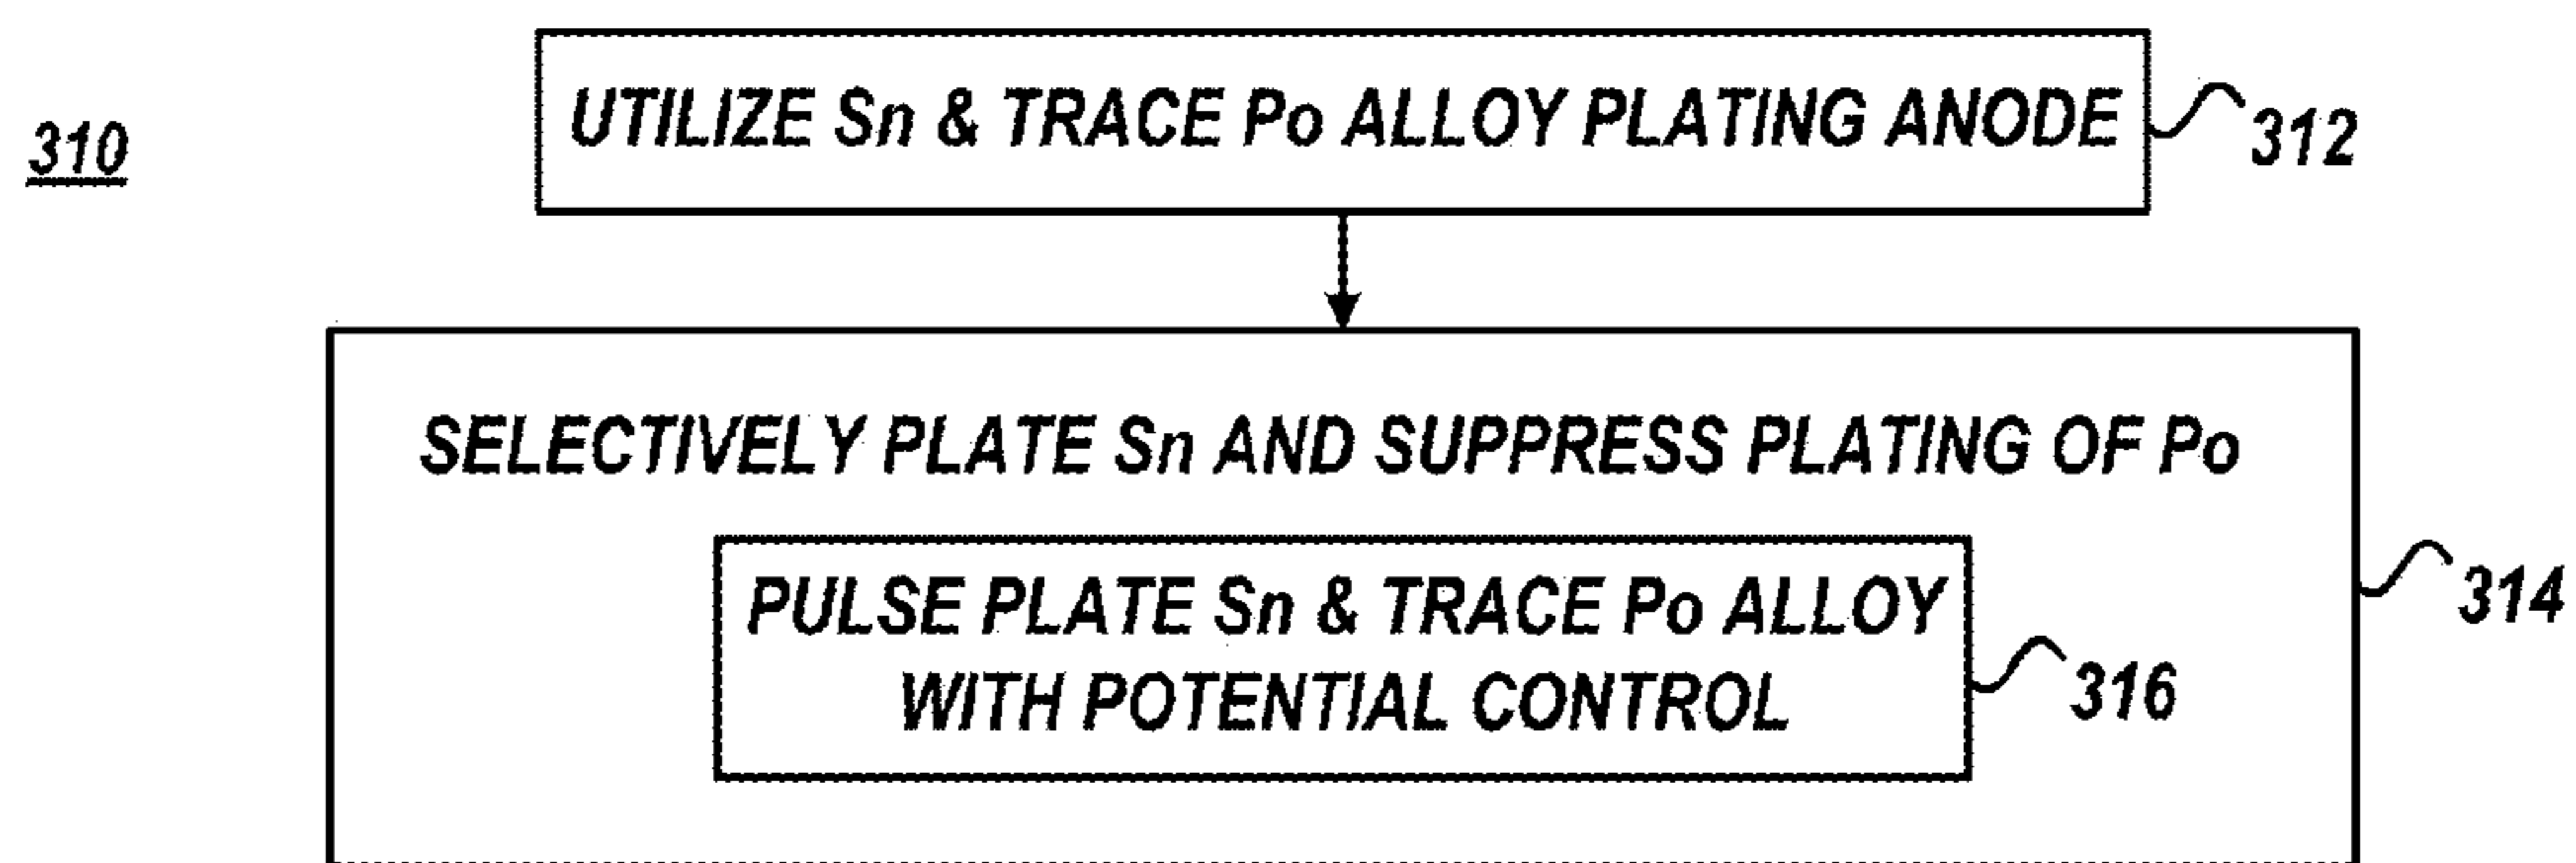 310
UTILIZE Sn & TRACE Po ALLOY PLATING ANODE
312
SELECTIVELY PLATE Sn AND SUPPRESS PLATING OF Po
314
PULSE PLATE Sn & TRACE Po ALLOY
WITH POTENTIAL CONTROL
316